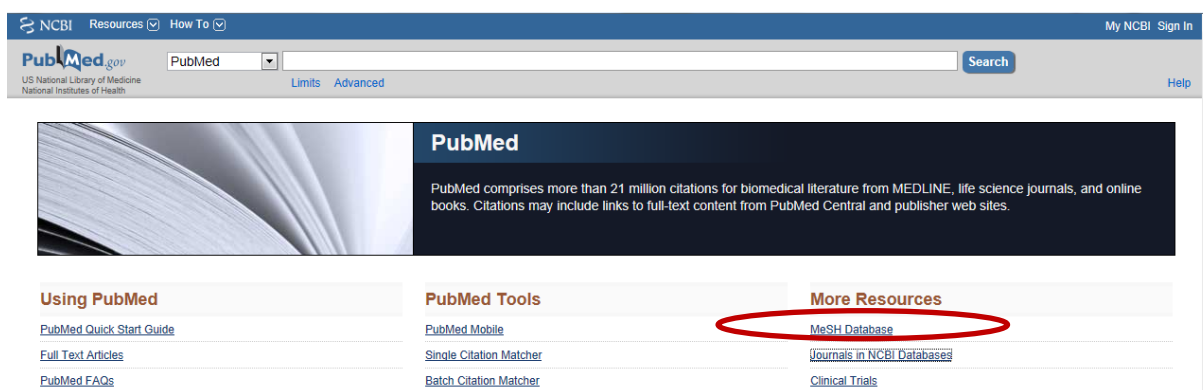 NCBI Resources How To My NCBI Sign In
PubMed.gov PubMed Search
US National Library of Medicine
National Institutes of Health
Limits Advanced Help
PubMed
PubMed comprises more than 21 million citations for biomedical literature from MEDLINE, life science journals, and online
books. Citations may include links to full-text content from PubMed Central and publisher web sites.
Using PubMed
PubMed Quick Start Guide
Full Text Articles
PubMed FAQs
PubMed Tools
PubMed Mobile
Single Citation Matcher
Batch Citation Matcher
More Resources
MeSH Database
Journals in NCBI Databases
Clinical Trials